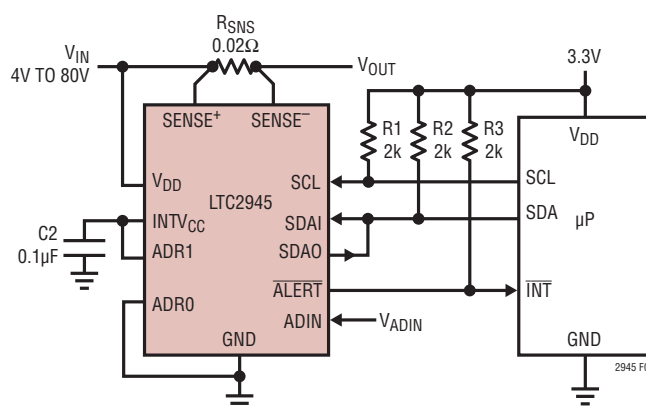 RSNS
0.02Ω
VIN
4V TO 80V
VOUT
3.3V
SENSE+
SENSE–
R1
2k
R2
2k
R3
2k
VDD
VDD
LTC2945
SCL
SCL
INTVCC
SDAI
SDA
µP
C2
0.1µF
ADR1
SDAO
ALERT
INT
ADR0
ADIN
VADIN
GND
GND
2945